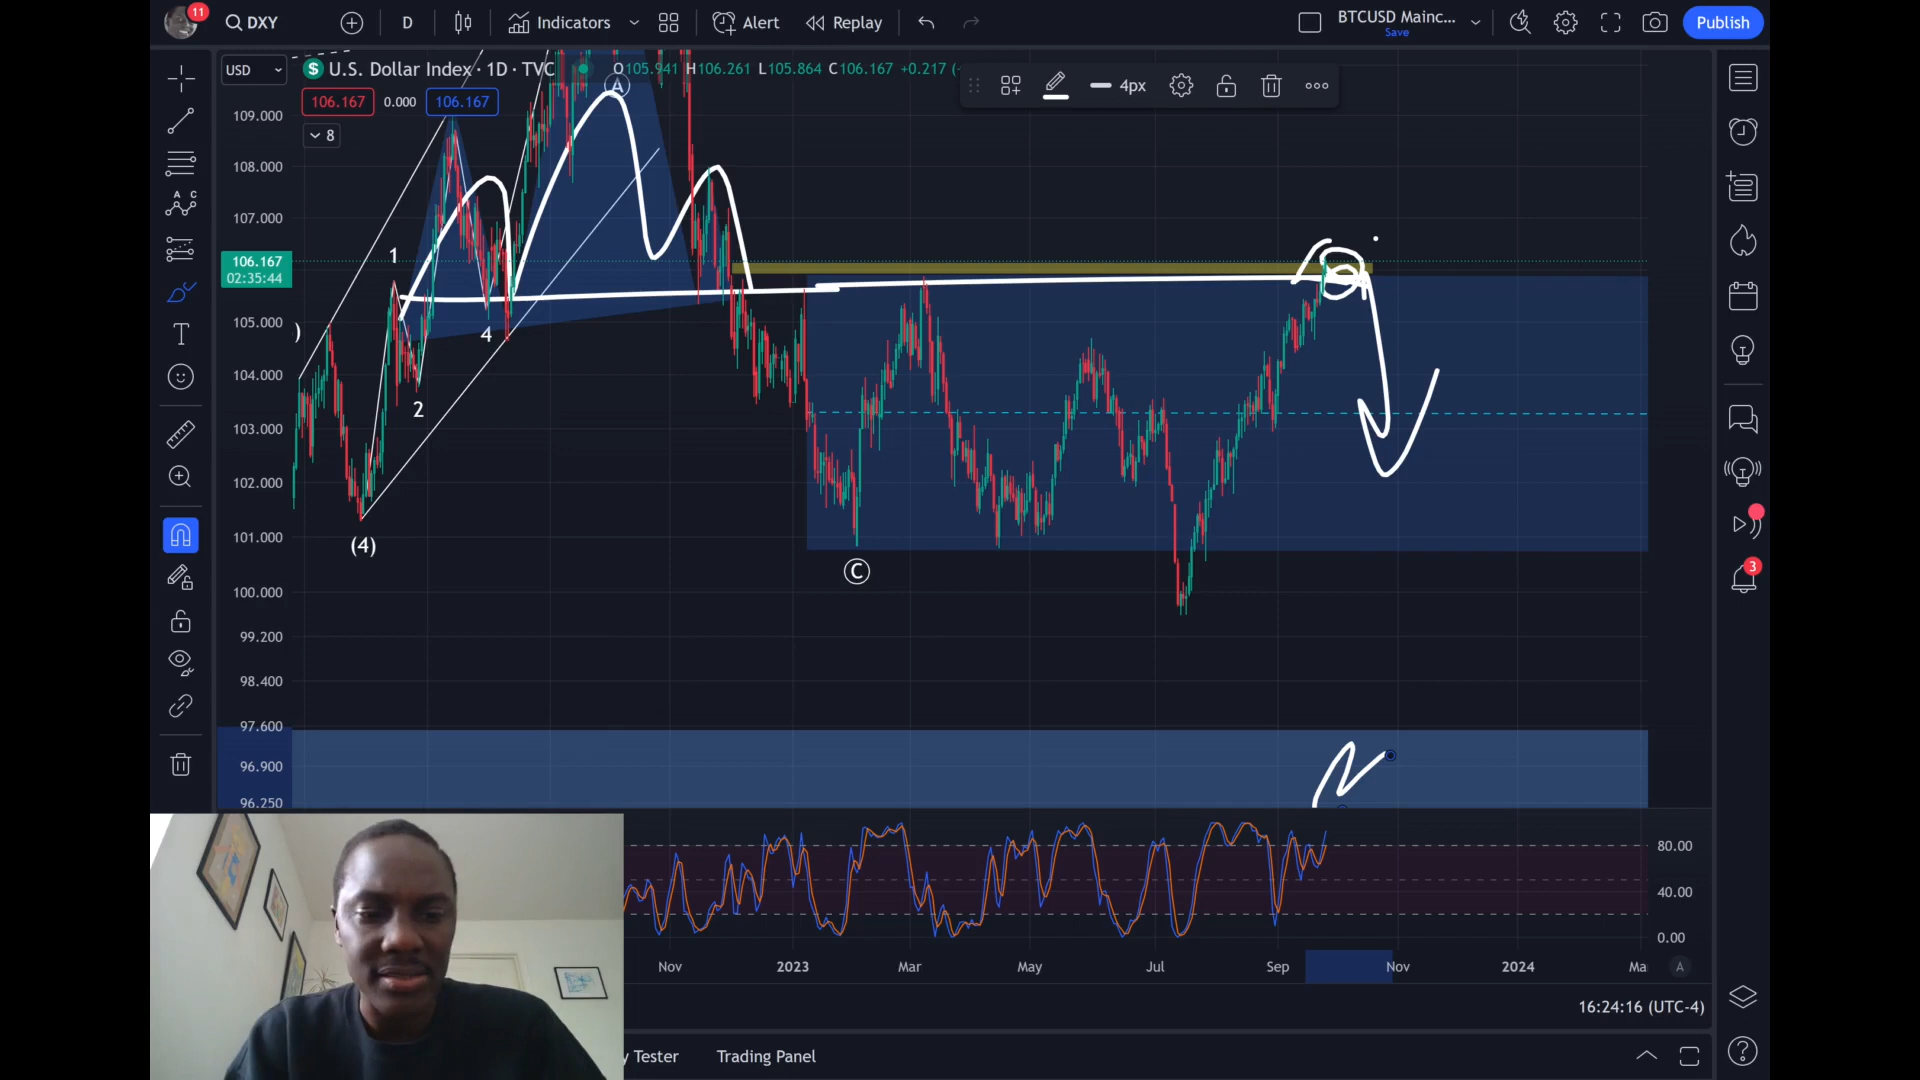 11
DXY
D
Indicators
Alert
Replay
BTCUSD Mainc...
Save
Publish
USD
U.S. Dollar Index · 1D · TVC
O105.941 H106.261 L105.864 C106.167 +0.217 (-
4px
106.167
0.000
106.167
8
109.000
108.000
107.000
106.167
02:35:44
105.000
104.000
103.000
102.000
101.000
100.000
99.200
98.400
97.600
96.900
96.250
A
1
4
)
2
(4)
C
A C
T
3
80.00
40.00
0.00
Nov
2023
Mar
May
Jul
Sep
Nov
2024
Ma
A
16:24:16 (UTC-4)
y Tester
Trading Panel